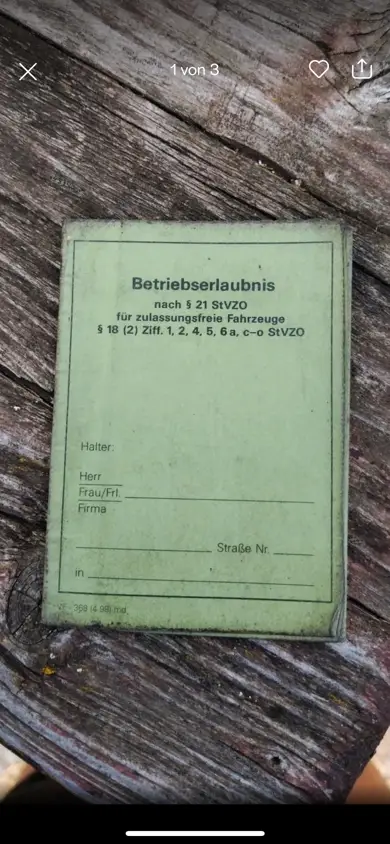 1 von 3
Betriebserlaubnis
nach § 21 StVZO
für zulassungsfreie Fahrzeuge
§ 18 (2) Ziff. 1, 2, 4, 5, 6a, c–o StVZO
Halter:
Herr
Frau/Frl.
Firma
Straße Nr.
in